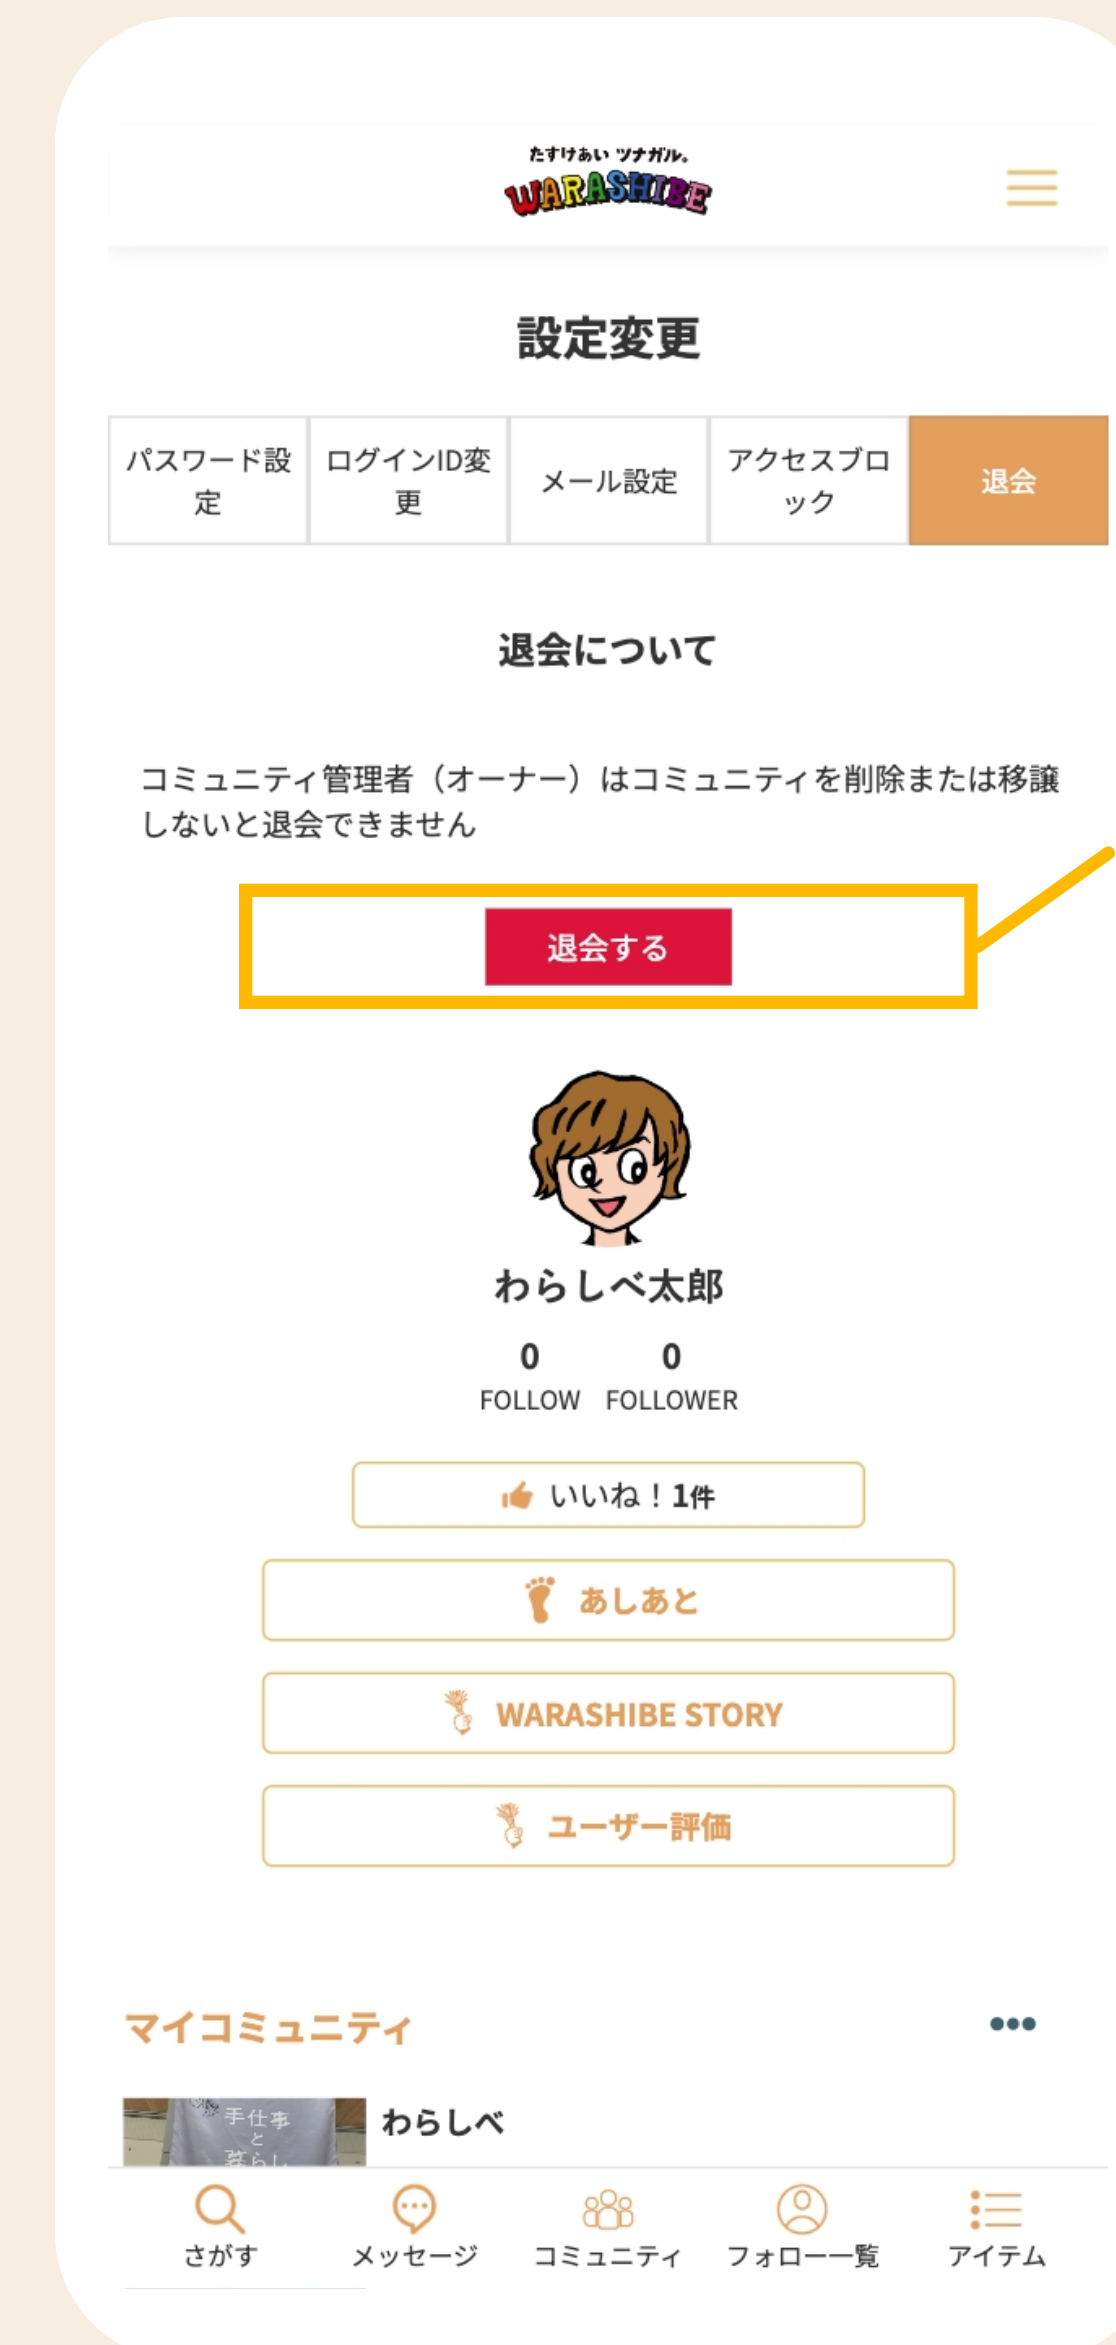 たすけあい ツナガル。
WARASHIBE
設定変更
パスワード設
定
ログインID変
更
メール設定
アクセスブロ
ック
退会
退会について
コミュニティ管理者（オーナー）はコミュニティを削除または移譲
しないと退会できません
退会する
わらしべ太郎
0 0
FOLLOW FOLLOWER
いいね！1件
あしあと
WARASHIBE STORY
ユーザー評価
マイコミュニティ
手仕事
と
暮らし
わらしべ
さがす メッセージ コミュニティ フォロー一覧 アイテム